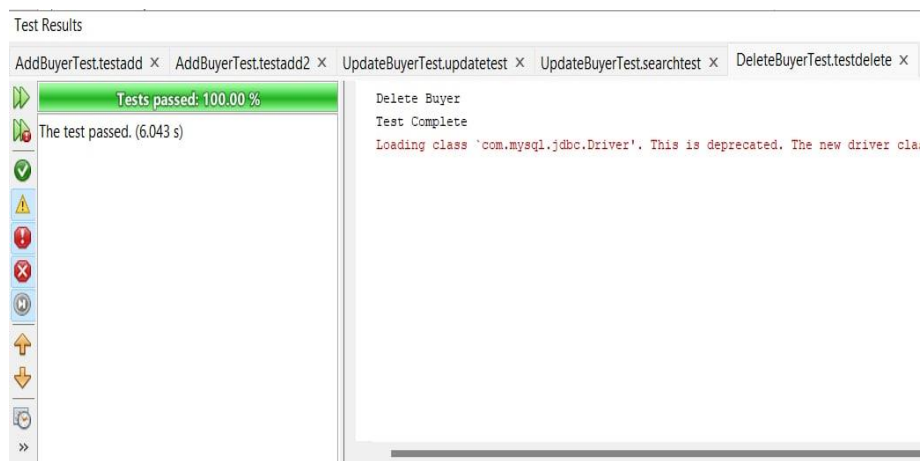 Test Results
AddBuyerTest.testadd × AddBuyerTest.testadd2 × UpdateBuyerTest.updatetest × UpdateBuyerTest.searchtest × DeleteBuyerTest.testdelete ×
Tests passed: 100.00 %
The test passed. (6.043 s)
Delete Buyer
Test Complete
Loading class `com.mysql.jdbc.Driver'. This is deprecated. The new driver cla